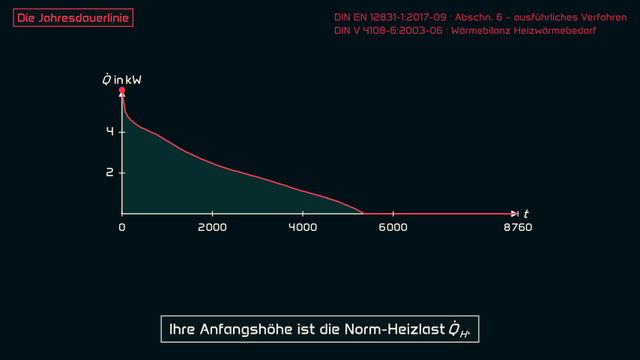 Die Jahresdauerlinie
DIN EN 12831-1:2017-09 · Abschn. 6 – ausführliches Verfahren
DIN V 4108-6:2003-06 · Wärmebilanz Heizwärmebedarf
Q̇ in kW
4
2
t
0 2000 4000 6000 8760
Ihre Anfangshöhe ist die Norm-Heizlast Q̇_H.